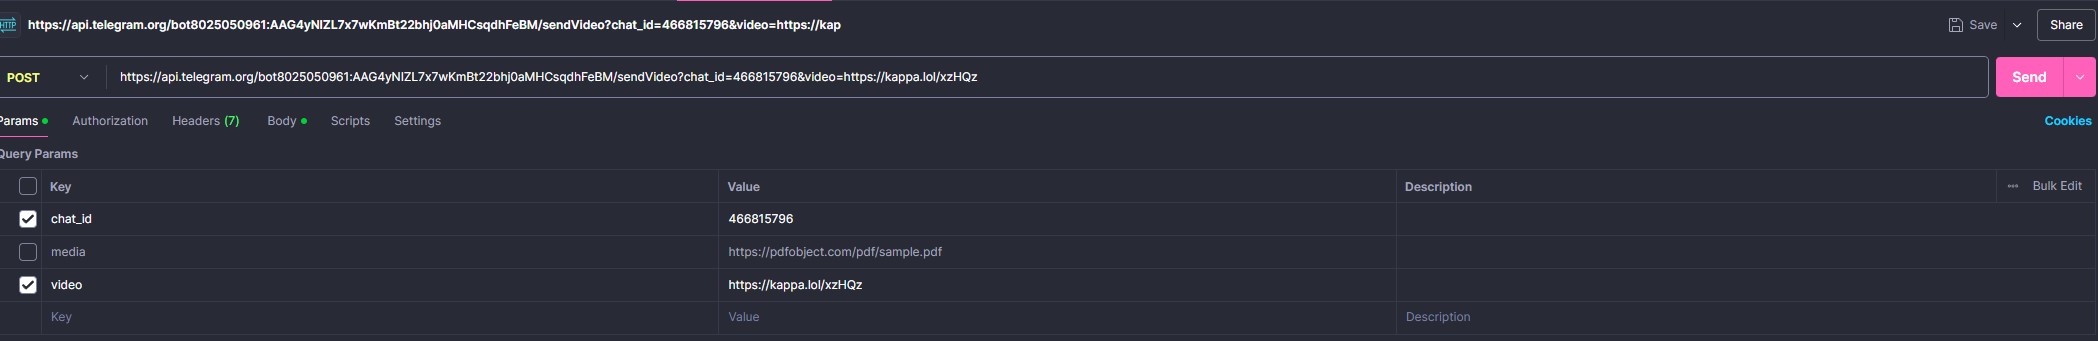 HTTP https://api.telegram.org/bot8025050961:AAG4yNIZL7x7wKmBt22bhj0aMHCsqdhFeBM/sendVideo?chat_id=466815796&video=https://kap Save Share
POST https://api.telegram.org/bot8025050961:AAG4yNIZL7x7wKmBt22bhj0aMHCsqdhFeBM/sendVideo?chat_id=466815796&video=https://kappa.lol/xzHQz Send
Params Authorization Headers (7) Body Scripts Settings Cookies
Query Params
Key Value Description ••• Bulk Edit
chat_id 466815796
media https://pdfobject.com/pdf/sample.pdf
video https://kappa.lol/xzHQz
Key Value Description